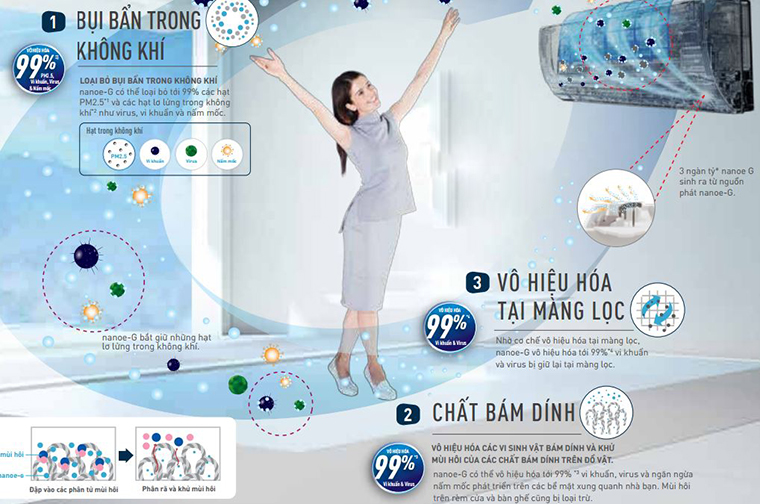 1 BỤI BẨN TRONG
KHÔNG KHÍ
VÔ HIỆU HÓA
99%
PM2.5,
Vi khuẩn, Virus
& Nấm mốc
LOẠI BỎ BỤI BẨN TRONG KHÔNG KHÍ
nanoe-G có thể loại bỏ tới 99% các hạt
PM2.5*1 và các hạt lơ lửng trong không
khí*2 như virus, vi khuẩn và nấm mốc.
Hạt trong không khí
PM2.5
Vi khuẩn
Virus
Nấm mốc
3 ngàn tỷ* nanoe G
sinh ra từ nguồn
phát nanoe-G.
nanoe-G bắt giữ những hạt
lơ lửng trong không khí.
3 VÔ HIỆU HÓA
TẠI MÀNG LỌC
VÔ HIỆU HÓA
99%
Vi khuẩn & Virus
Nhờ cơ chế vô hiệu hóa tại màng lọc,
nanoe-G vô hiệu hóa tới 99%*4 vi khuẩn
và virus bị giữ lại tại màng lọc.
2 CHẤT BÁM DÍNH
VÔ HIỆU HÓA
99%
Vi khuẩn & Virus
VÔ HIỆU HÓA CÁC VI SINH VẬT BÁM DÍNH VÀ KHỬ
MÙI HÔI CỦA CÁC CHẤT BÁM DÍNH TRÊN ĐỒ VẬT.
nanoe-G có thể vô hiệu hóa tới 99% *3 vi khuẩn, virus và ngăn ngừa
nấm mốc phát triển trên các bề mặt xung quanh nhà bạn. Mùi hôi
trên rèm cửa và bàn ghế cũng bị loại trừ.
mùi hôi
nanoe-G
Đập vào các phân tử mùi hôi
Phân rã và khử mùi hôi